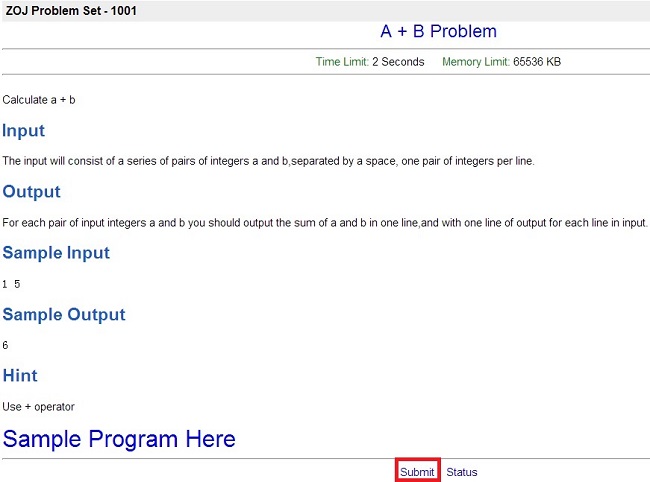 ZOJ Problem Set - 1001
A + B Problem
Time Limit: 2 Seconds Memory Limit: 65536 KB
Calculate a + b
Input
The input will consist of a series of pairs of integers a and b,separated by a space, one pair of integers per line.
Output
For each pair of input integers a and b you should output the sum of a and b in one line,and with one line of output for each line in input.
Sample Input
1 5
Sample Output
6
Hint
Use + operator
Sample Program Here
Submit Status